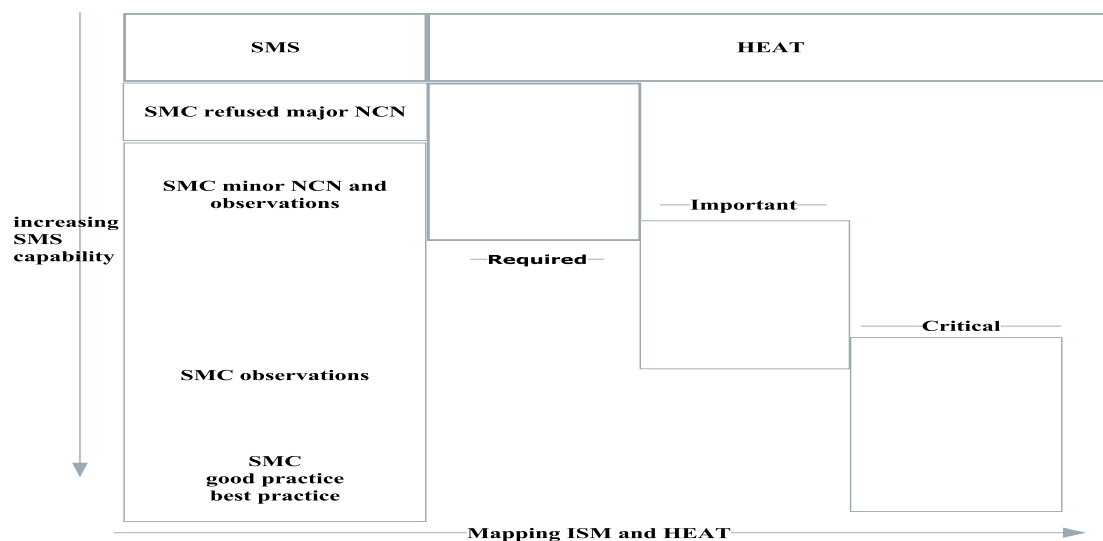 SMS
HEAT
SMC refused major NCN
SMC minor NCN and
observations
increasing
SMS
capability
Important
Required
Critical
SMC observations
SMC
good practice
best practice
Mapping ISM and HEAT